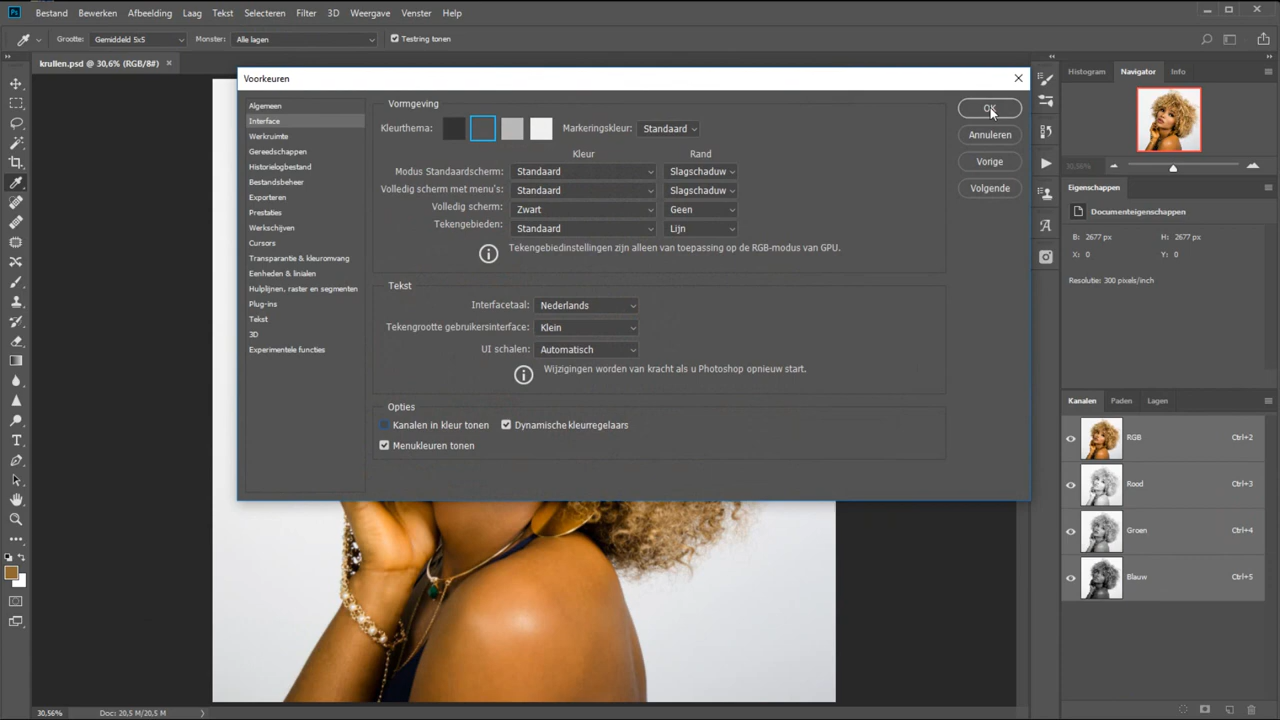 Ps Bestand Bewerken Afbeelding Laag Tekst Selecteren Filter 3D Weergave Venster Help
Grootte: Gemiddeld 5x5 Monster: Alle lagen Testring tonen
krullen.psd @ 30,6% (RGB/8#)
Voorkeuren
Algemeen
Interface
Werkruimte
Gereedschappen
Historielogbestand
Bestandsbeheer
Exporteren
Prestaties
Werkschijven
Cursors
Transparantie & kleuromvang
Eenheden & linialen
Hulplijnen, raster en segmenten
Plug-ins
Tekst
3D
Experimentele functies
Vormgeving
Kleurthema: Markeringskleur: Standaard
Kleur Rand
Modus Standaardscherm: Standaard Slagschaduw
Volledig scherm met menu's: Standaard Slagschaduw
Volledig scherm: Zwart Geen
Tekengebieden: Standaard Lijn
Tekengebiedinstellingen zijn alleen van toepassing op de RGB-modus van GPU.
Tekst
Interfacetaal: Nederlands
Tekengrootte gebruikersinterface: Klein
UI schalen: Automatisch
Wijzigingen worden van kracht als u Photoshop opnieuw start.
Opties
Kanalen in kleur tonen Dynamische kleurregelaars
Menukleuren tonen
OK
Annuleren
Vorige
Volgende
Histogram Navigator Info
30,56%
Eigenschappen
Documenteigenschappen
B: 2677 px H: 2677 px
X: 0 Y: 0
Resolutie: 300 pixels/inch
Kanalen Paden Lagen
RGB Ctrl+2
Rood Ctrl+3
Groen Ctrl+4
Blauw Ctrl+5
30,56% Doc: 20,5 M/20,5 M